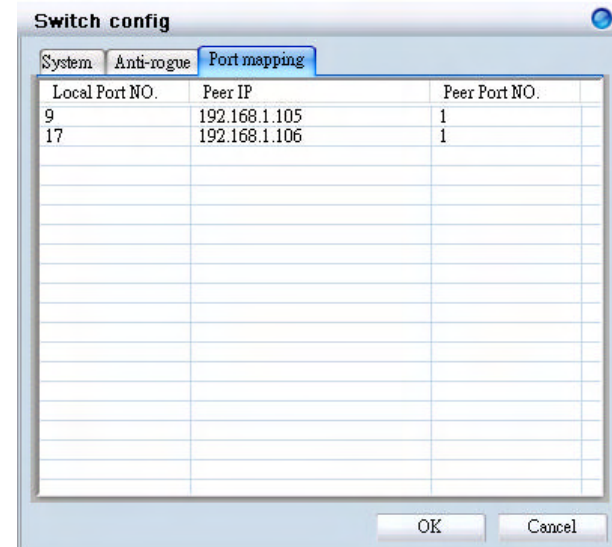 Switch config
System Anti-rogue Port mapping
Local Port NO. Peer IP Peer Port NO.
9 192.168.1.105 1
17 192.168.1.106 1
OK Cancel